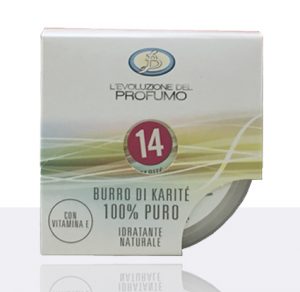 L'EVOLUZIONE DEL
PROFUMO
14
BURRO DI KARITÉ
100% PURO
CON
VITAMINA E
IDRATANTE
NATURALE